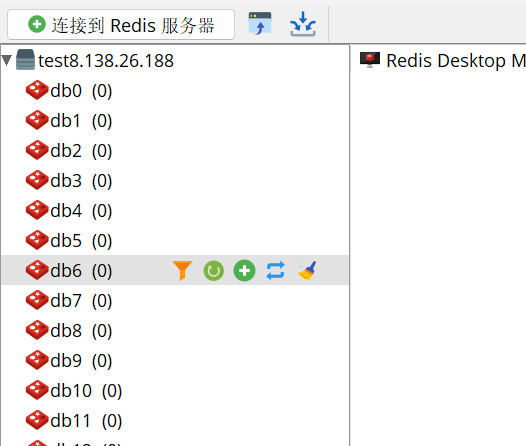 连接到 Redis 服务器
test8.138.26.188
Redis Desktop M
db0 (0)
db1 (0)
db2 (0)
db3 (0)
db4 (0)
db5 (0)
db6 (0)
db7 (0)
db8 (0)
db9 (0)
db10 (0)
db11 (0)